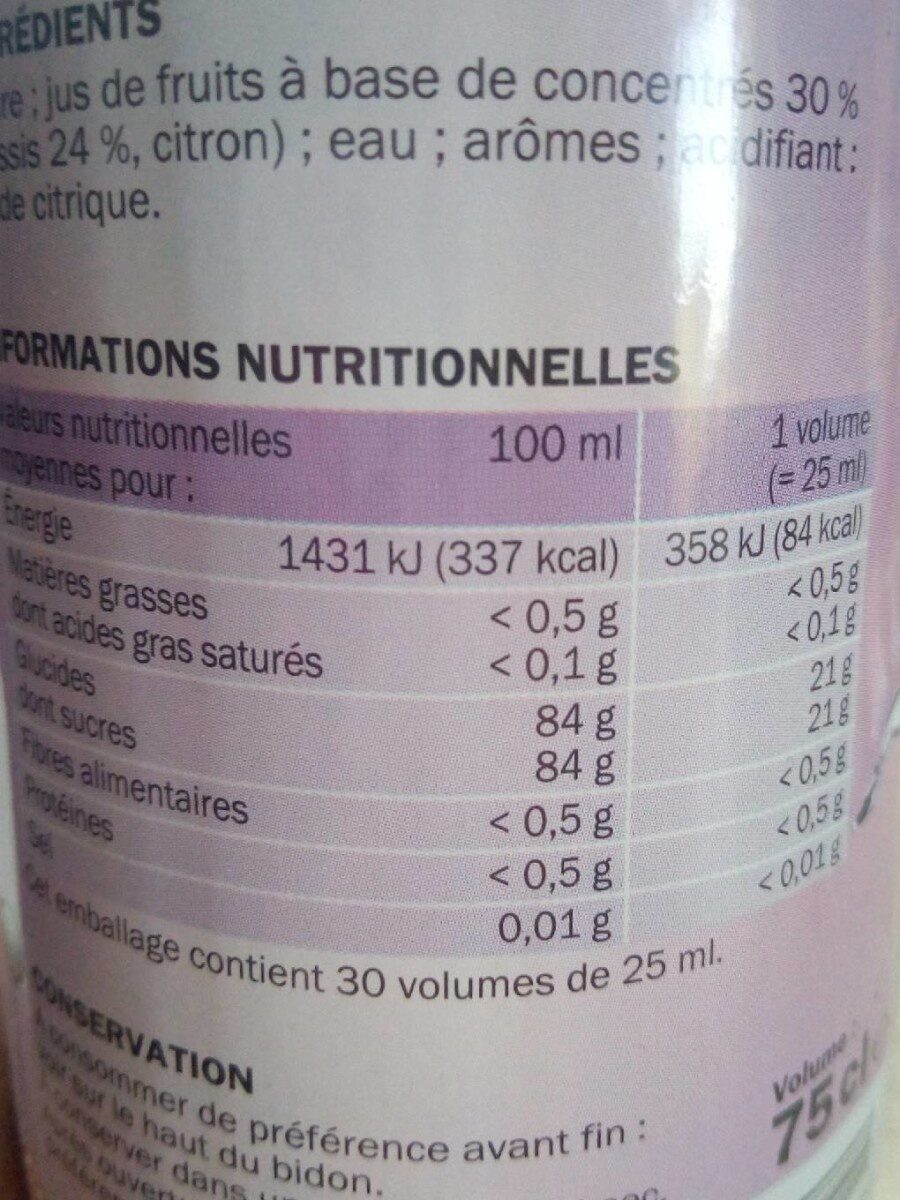 RÉDIENTS
re ; jus de fruits à base de concentrés 30 %
ssis 24 %, citron) ; eau ; arômes ; acidifiant :
de citrique.
FORMATIONS NUTRITIONNELLES
valeurs nutritionnelles 100 ml 1 volume
moyennes pour : (= 25 ml)
Énergie 1431 kJ (337 kcal) 358 kJ (84 kcal)
Matières grasses < 0,5 g < 0,5 g
dont acides gras saturés < 0,1 g < 0,1 g
Glucides 84 g 21 g
dont sucres 84 g 21 g
Fibres alimentaires < 0,5 g < 0,5 g
Protéines < 0,5 g < 0,5 g
Sel 0,01 g < 0,01 g
Cet emballage contient 30 volumes de 25 ml.
CONSERVATION
À consommer de préférence avant fin :
sur le haut du bidon.
conserver dans
Volume
75 cl